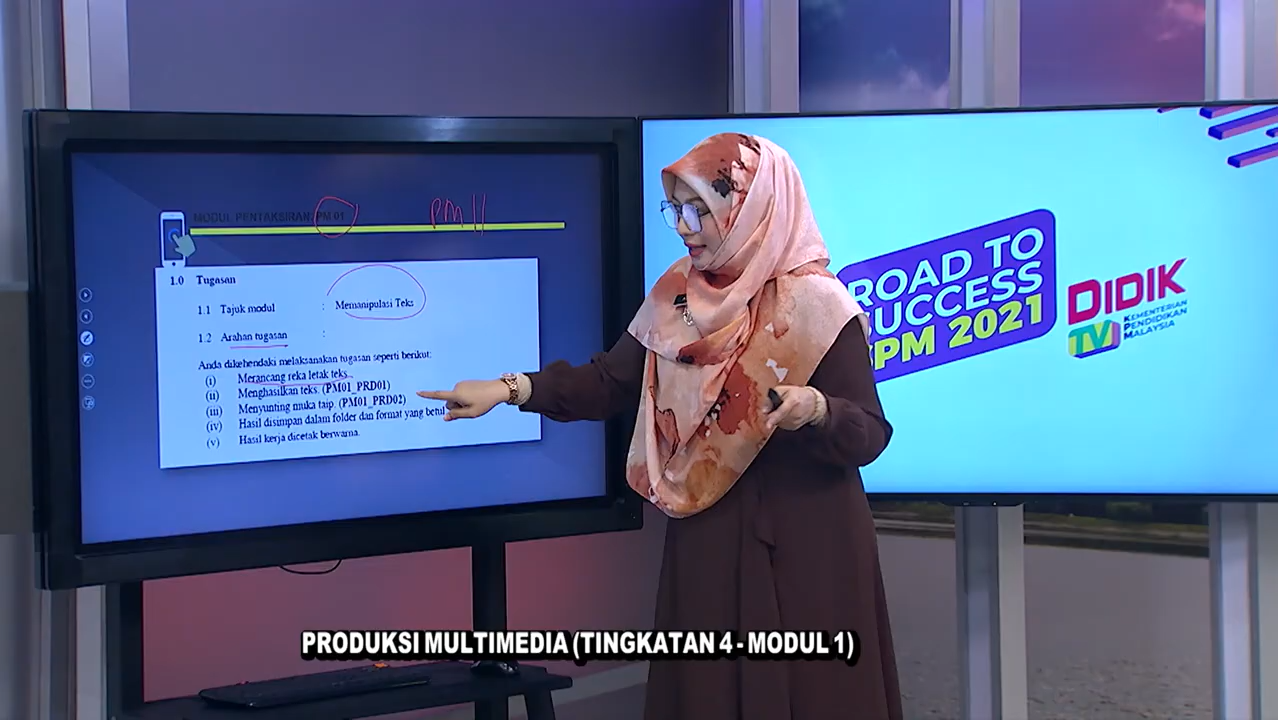 MODUL PENTAKSIRAN PM 01
PM 11
1.0 Tugasan
1.1 Tajuk modul : Memanipulasi Teks
1.2 Arahan tugasan :
Anda dikehendaki melaksanakan tugasan seperti berikut:
(i) Merancang reka letak teks.
(ii) Menghasilkan teks. (PM01_PRD01)
(iii) Menyunting muka taip. (PM01_PRD02)
(iv) Hasil disimpan dalam folder dan format yang betul
(v) Hasil kerja dicetak berwarna.
ROAD TO
SUCCESS
SPM 2021
DIDIK
TV
KEMENTERIAN
PENDIDIKAN
MALAYSIA
PRODUKSI MULTIMEDIA (TINGKATAN 4 - MODUL 1)